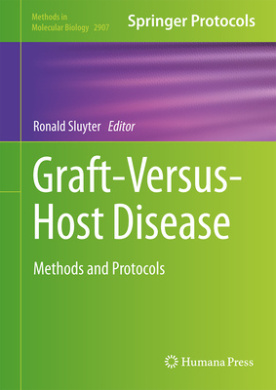 Methods in
Molecular Biology 2907
Springer Protocols
Ronald Sluyter Editor
Graft-Versus-
Host Disease
Methods and Protocols
Humana Press